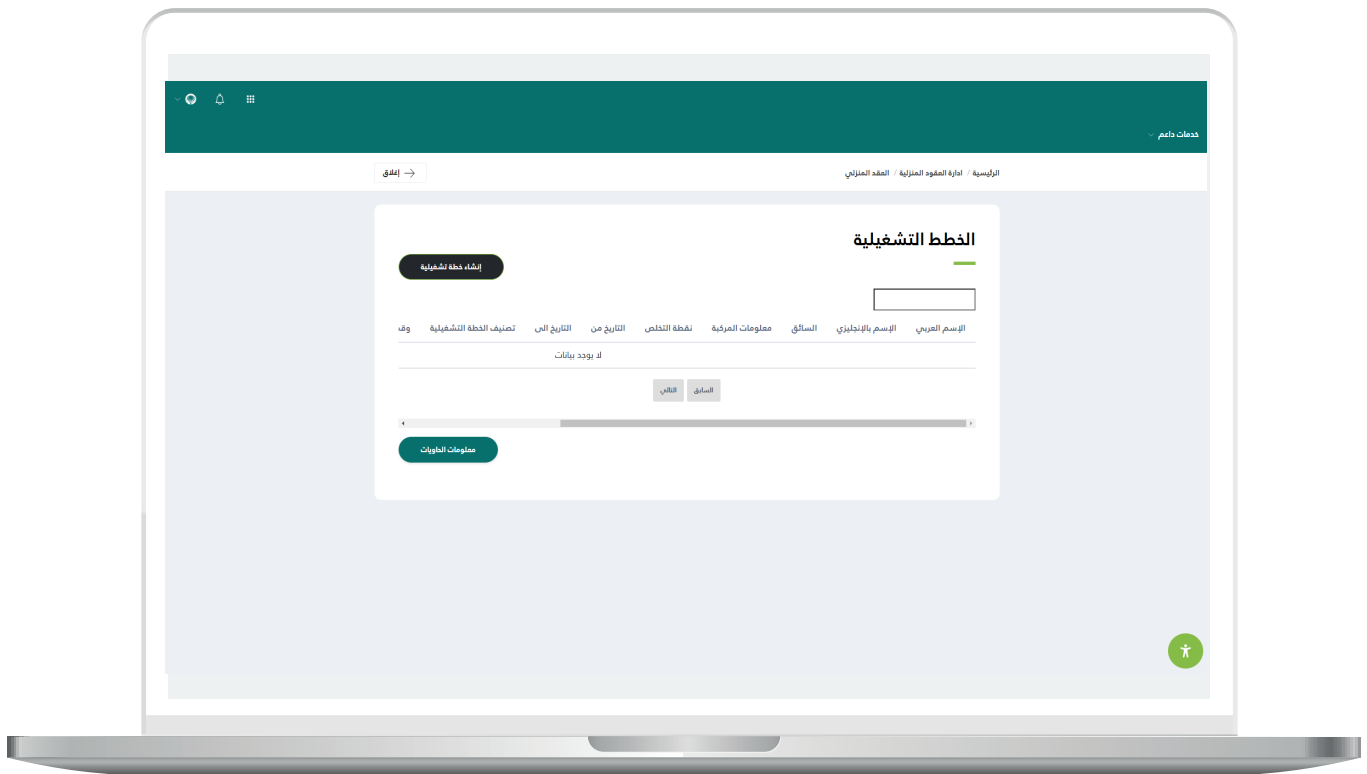 خدمات داعم
الرئيسية / ادارة العقود المنزلية / العقد المنزلي
إغلاق
الخطط التشغيلية
إنشاء خطة تشغيلية
الإسم العربي الإسم بالإنجليزي السائق معلومات المركبة نقطة التخلص التاريخ من التاريخ الى تصنيف الخطة التشغيلية
لا يوجد بيانات
السابق التالي
معلومات الحاويات